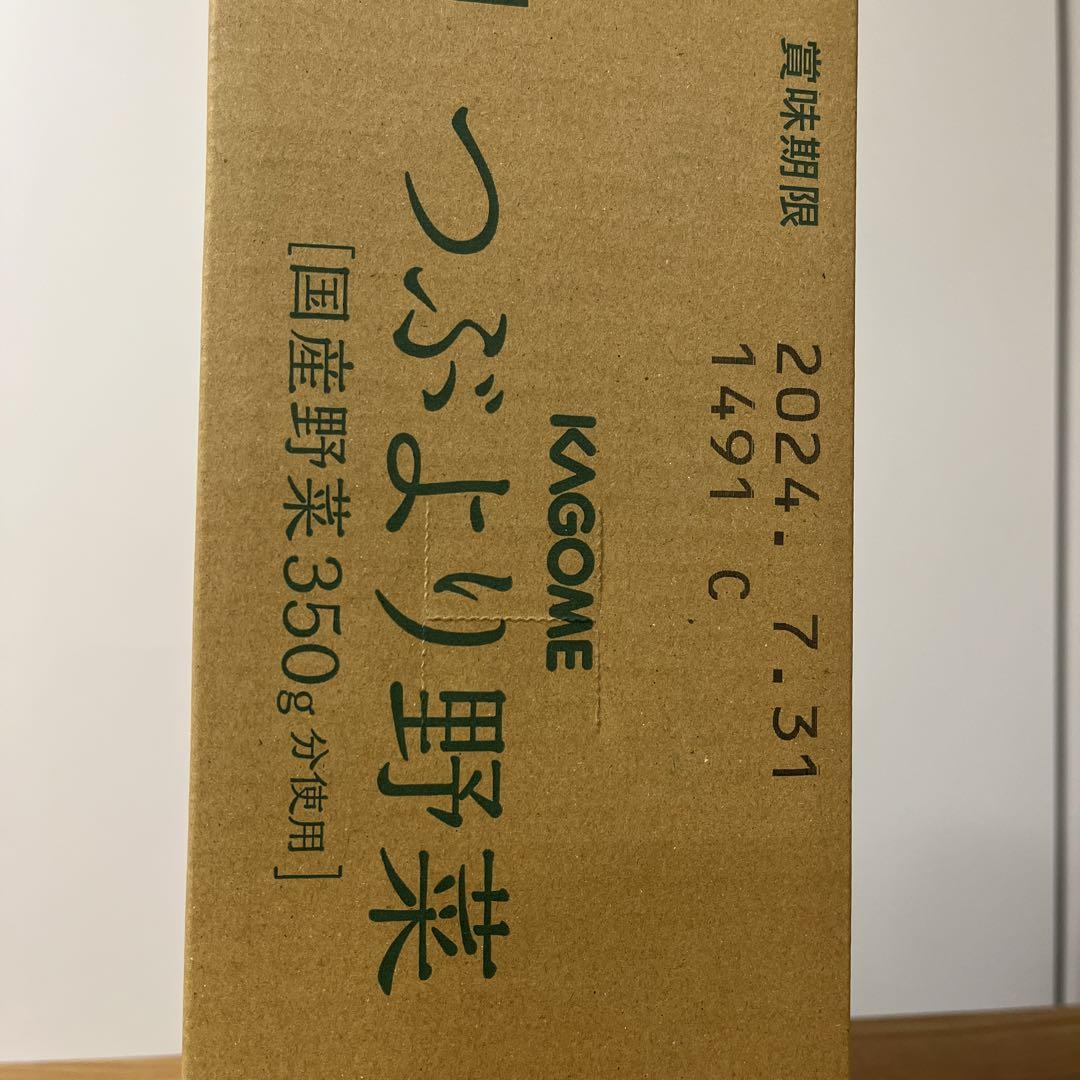 賞味期限
2024. 7.31
1491 C
KAGOME
つぶより野菜
[国産野菜350g分使用]